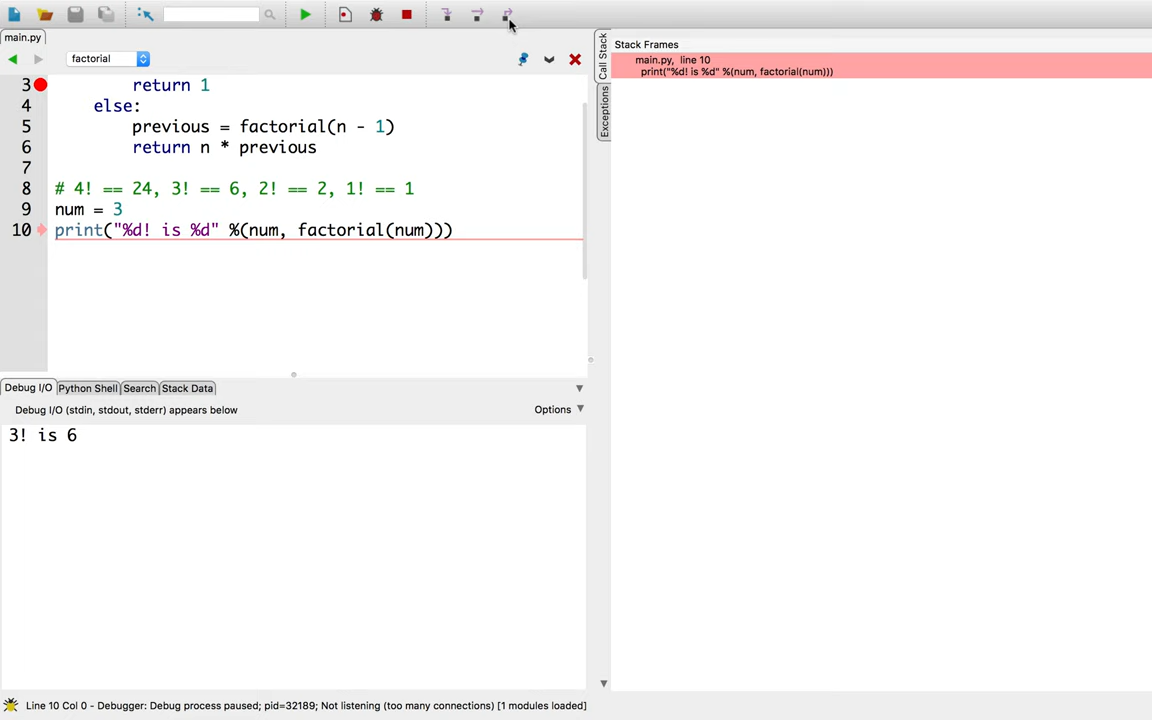 main.py
factorial
3 return 1
4 else:
5 previous = factorial(n - 1)
6 return n * previous
7
8 # 4! == 24, 3! == 6, 2! == 2, 1! == 1
9 num = 3
10 print("%d! is %d" %(num, factorial(num)))
Debug I/O Python Shell Search Stack Data
Debug I/O (stdin, stdout, stderr) appears below
Options
3! is 6
Line 10 Col 0 - Debugger: Debug process paused; pid=32189; Not listening (too many connections) [1 modules loaded]
Call Stack
Exceptions
Stack Frames
main.py, line 10
print("%d! is %d" %(num, factorial(num)))